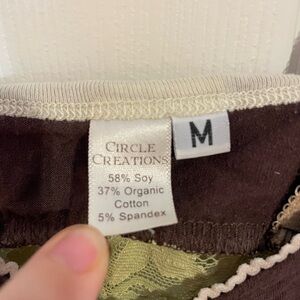 CIRCLE
CREATIONS
58% Soy
37% Organic
Cotton
5% Spandex
M